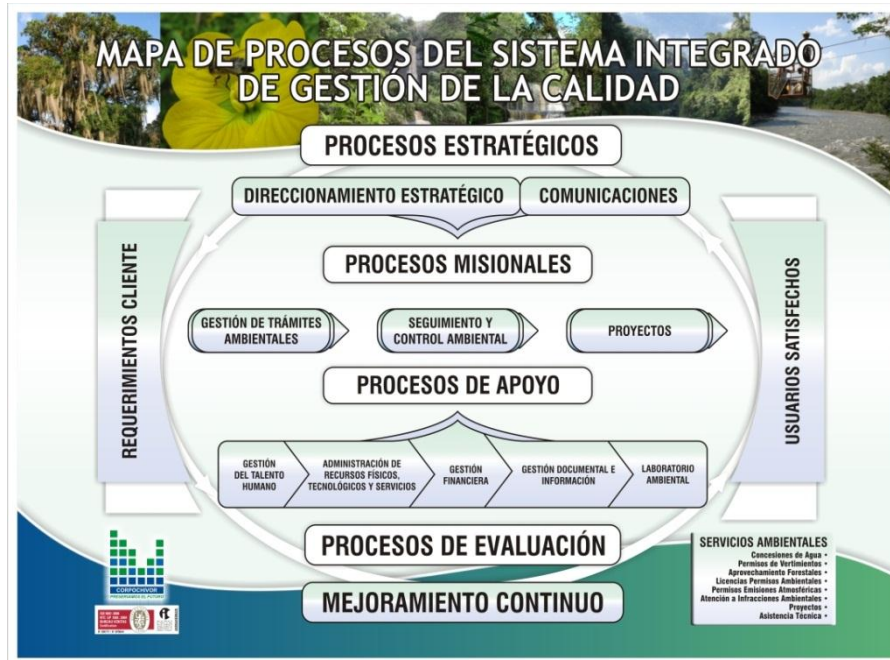 MAPA DE PROCESOS DEL SISTEMA INTEGRADO
DE GESTIÓN DE LA CALIDAD
PROCESOS ESTRATÉGICOS
DIRECCIONAMIENTO ESTRATÉGICO
COMUNICACIONES
REQUERIMIENTOS CLIENTE
PROCESOS MISIONALES
GESTIÓN DE TRÁMITES
AMBIENTALES
SEGUIMIENTO Y
CONTROL AMBIENTAL
PROYECTOS
USUARIOS SATISFECHOS
PROCESOS DE APOYO
GESTIÓN
DEL TALENTO
HUMANO
ADMINISTRACIÓN DE
RECURSOS FÍSICOS,
TECNOLÓGICOS Y SERVICIOS
GESTIÓN
FINANCIERA
GESTIÓN DOCUMENTAL E
INFORMACIÓN
LABORATORIO
AMBIENTAL
PROCESOS DE EVALUACIÓN
MEJORAMIENTO CONTINUO
CORPOCHIVOR
PRESERVAMOS EL FUTURO
SERVICIOS AMBIENTALES
Concesiones de Agua •
Permisos de Vertimientos •
Aprovechamiento Forestales •
Licencias Permisos Ambientales •
Permisos Emisiones Atmosféricas •
Atención a Infracciones Ambientales •
Proyectos •
Asistencia Técnica •